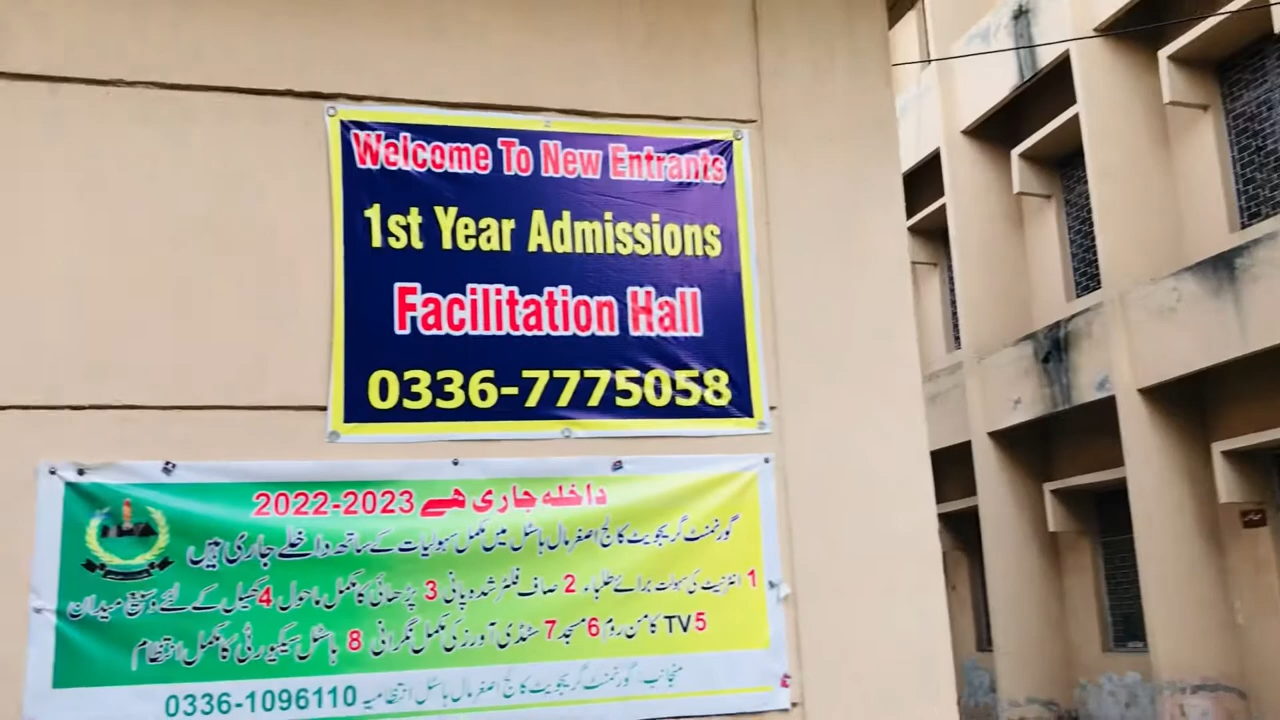 Welcome To New Entrants
1st Year Admissions
Facilitation Hall
0336-7775058
داخلہ جاری ھے 2022-2023
گورنمنٹ گریجویٹ کالج اصغر مال ہاسٹل میں مکمل سہولیات کے ساتھ داخلے جاری ہیں
1 انٹرنیٹ کی سہولت برائے طلباء 2 صاف فلٹر شدہ پانی 3 پڑھائی کا مکمل ماحول 4 کھیل کے لئے وسیع میدان
5 TV کامن روم 6 مسجد 7 سٹڈی آورز کی مکمل نگرانی 8 ہاسٹل سیکیورٹی کا مکمل انتظام
منجانب: گورنمنٹ گریجویٹ کالج اصغر مال ہاسٹل انتظامیہ 0336-1096110